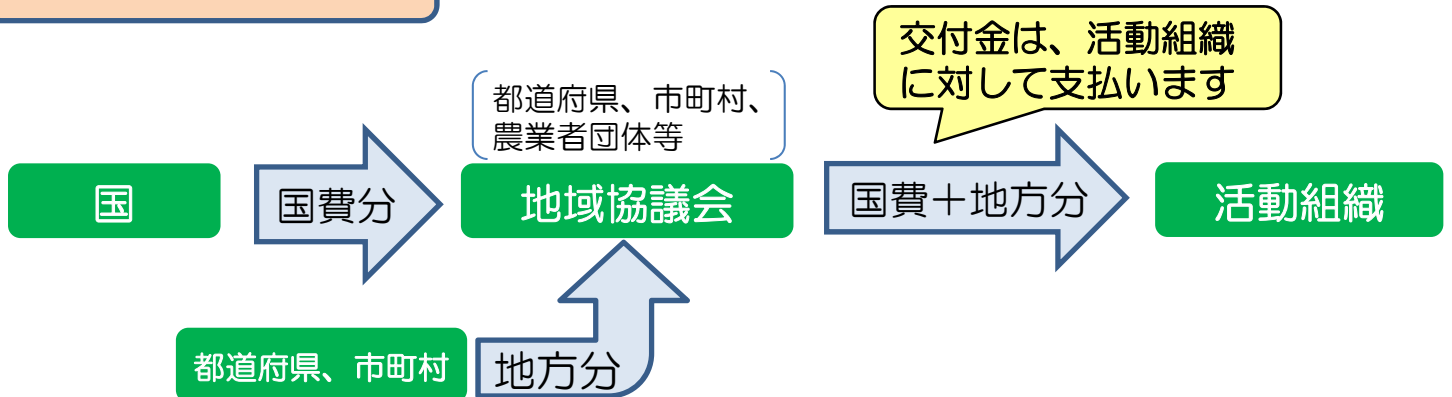 交付金は、活動組織
に対して支払います
都道府県、市町村、
農業者団体等
国
国費分
地域協議会
国費＋地方分
活動組織
都道府県、市町村
地方分